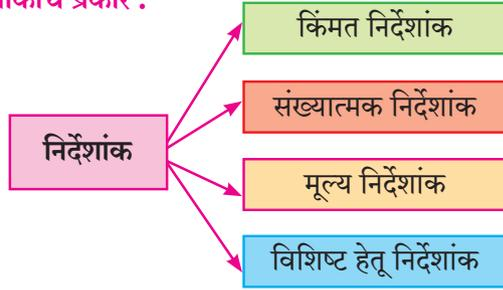 प्रकार :
किंमत निर्देशांक
संख्यात्मक निर्देशांक
निर्देशांक
मूल्य निर्देशांक
विशिष्ट हेतू निर्देशांक